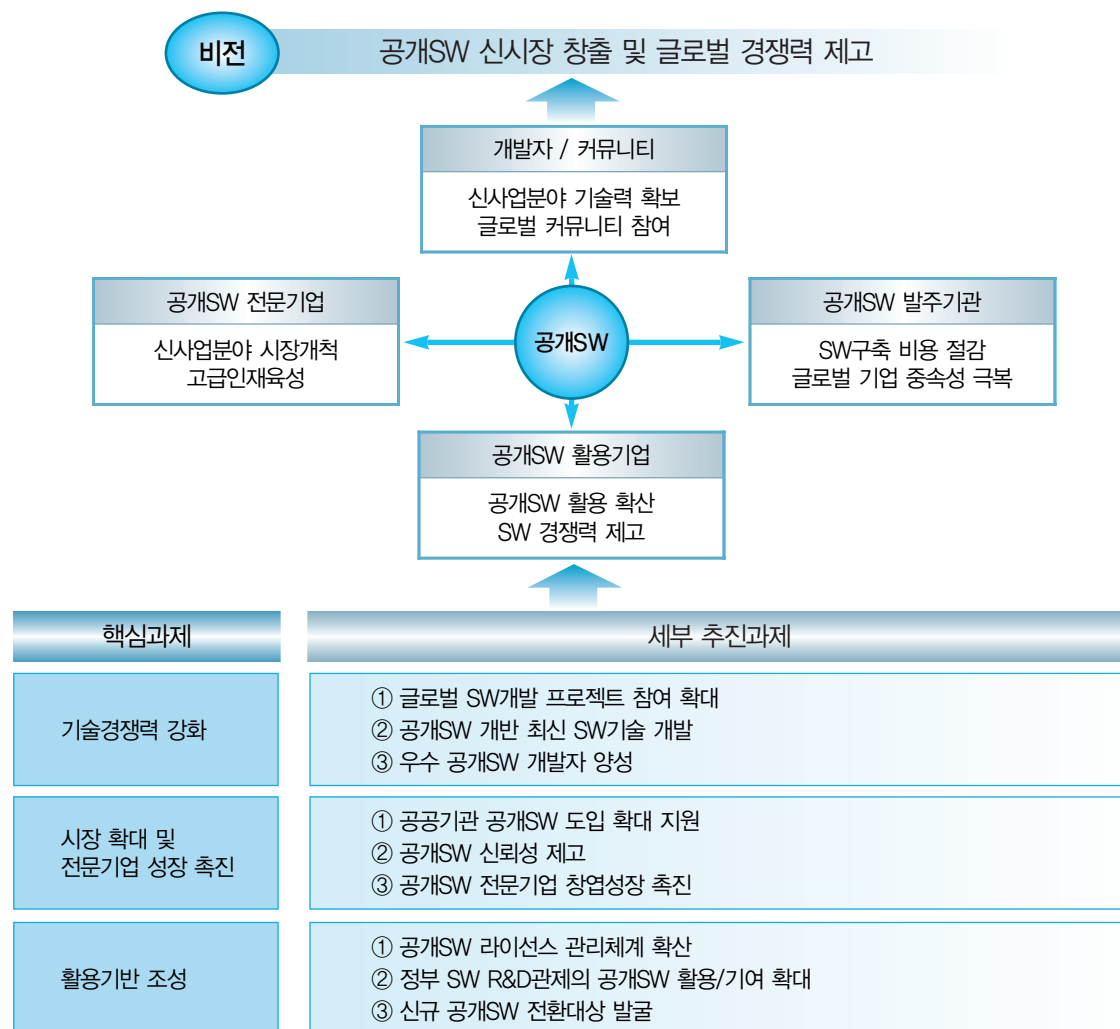 비전
공개SW 신시장 창출 및 글로벌 경쟁력 제고
개발자 / 커뮤니티
신사업분야 기술력 확보
글로벌 커뮤니티 참여
공개SW 전문기업
신사업분야 시장개척
고급인재육성
공개SW
공개SW 발주기관
SW구축 비용 절감
글로벌 기업 중속성 극복
공개SW 활용기업
공개SW 활용 확산
SW 경쟁력 제고
핵심과제
세부 추진과제
기술경쟁력 강화
① 글로벌 SW개발 프로젝트 참여 확대
② 공개SW 개반 최신 SW기술 개발
③ 우수 공개SW 개발자 양성
시장 확대 및
전문기업 성장 촉진
① 공공기관 공개SW 도입 확대 지원
② 공개SW 신뢰성 제고
③ 공개SW 전문기업 창엽성장 촉진
활용기반 조성
① 공개SW 라이선스 관리체계 확산
② 정부 SW R&D관제의 공개SW 활용/기여 확대
③ 신규 공개SW 전환대상 발굴